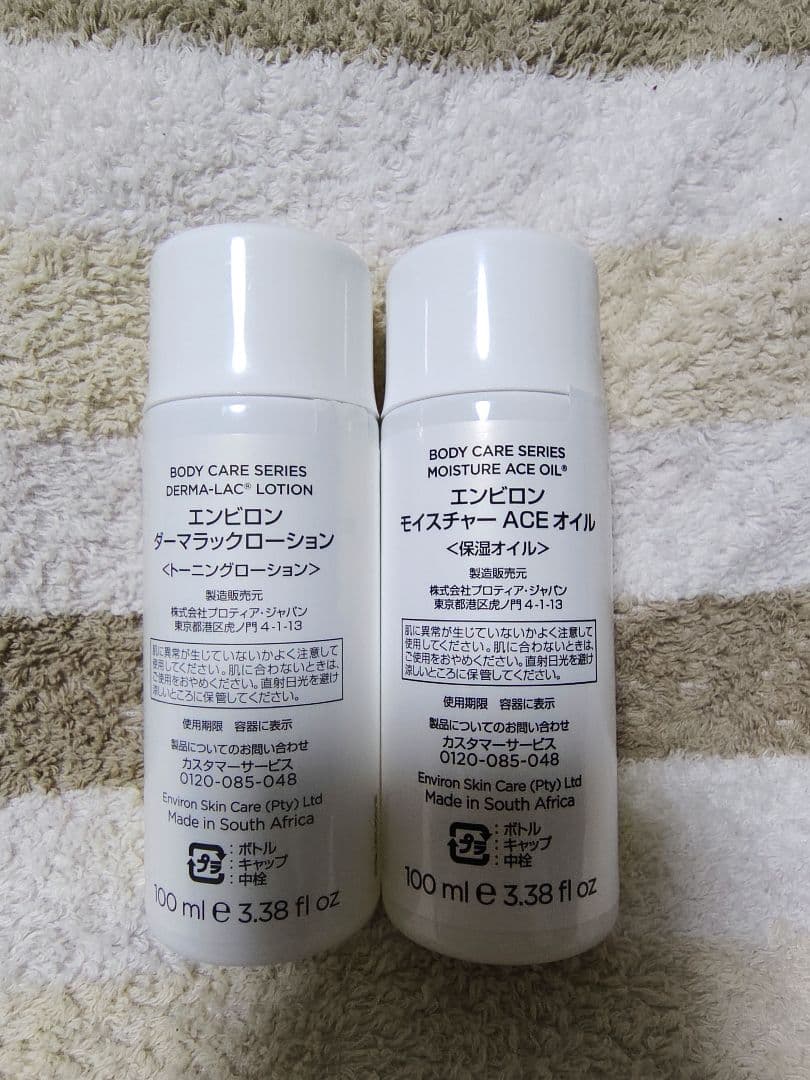 BODY CARE SERIES
DERMA-LAC® LOTION
エンビロン
ダーマラックローション
<トーニングローション>
製造販売元
株式会社プロティア・ジャパン
東京都港区虎ノ門 4-1-13
肌に異常が生じていないかよく注意して
使用してください。肌に合わないときは、
ご使用をおやめください。直射日光を避け
涼しいところに保管してください。
使用期限 容器に表示
製品についてのお問い合わせ
カスタマーサービス
0120-085-048
Environ Skin Care (Pty) Ltd
Made in South Africa
プラ
:ボトル
:キャップ
:中栓
100 ml e 3.38 fl oz
BODY CARE SERIES
MOISTURE ACE OIL®
エンビロン
モイスチャー ACE オイル
<保湿オイル>
製造販売元
株式会社プロティア・ジャパン
東京都港区虎ノ門 4-1-13
肌に異常が生じていないかよく注意して
使用してください。肌に合わないときは、
ご使用をおやめください。直射日光を避け
涼しいところに保管してください。
使用期限 容器に表示
製品についてのお問い合わせ
カスタマーサービス
0120-085-048
Environ Skin Care (Pty) Ltd
Made in South Africa
プラ
:ボトル
:キャップ
:中栓
100 ml e 3.38 fl oz